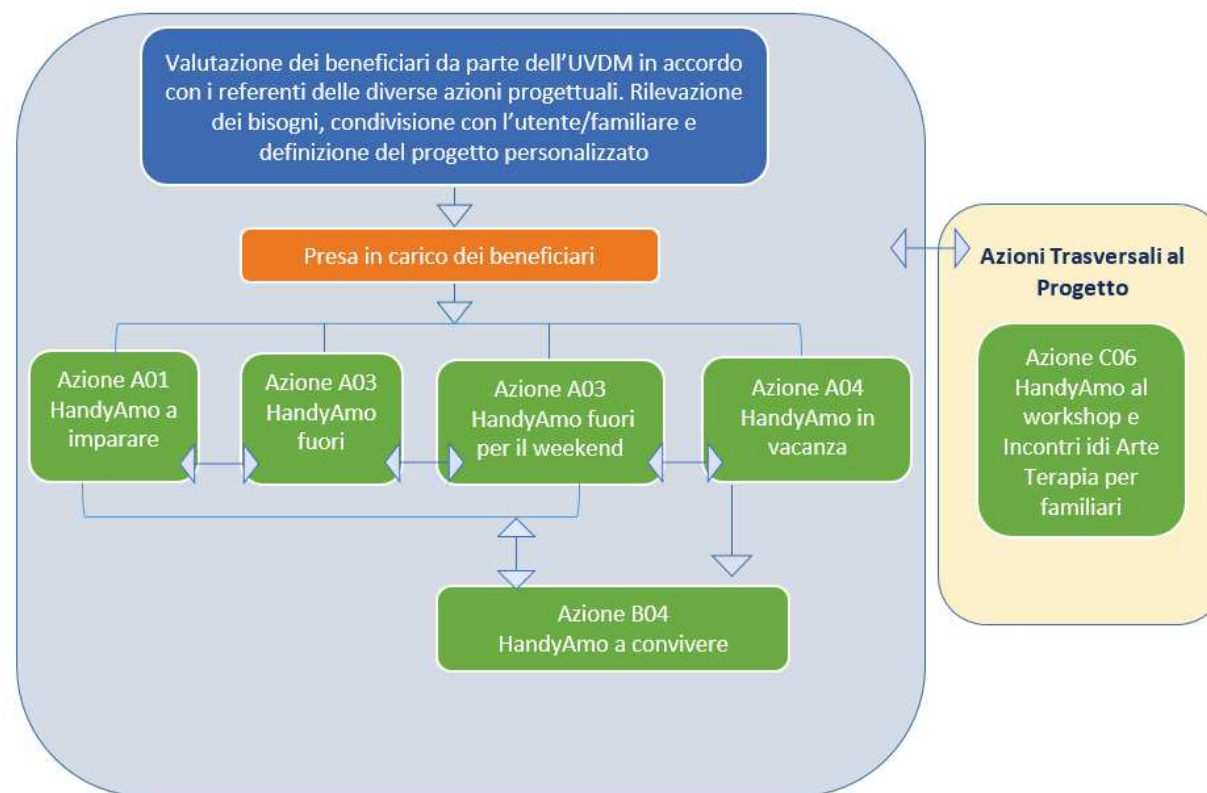 Valutazione dei beneficiari da parte dell’UVDM in accordo
con i referenti delle diverse azioni progettuali. Rilevazione
dei bisogni, condivisione con l’utente/familiare e
definizione del progetto personalizzato
Presa in carico dei beneficiari
Azione A01
HandyAmo a
imparare
Azione A03
HandyAmo
fuori
Azione A03
HandyAmo fuori
per il weekend
Azione A04
HandyAmo in
vacanza
Azione B04
HandyAmo a convivere
Azioni Trasversali al
Progetto
Azione C06
HandyAmo al
workshop e
Incontri idi Arte
Terapia per
familiari